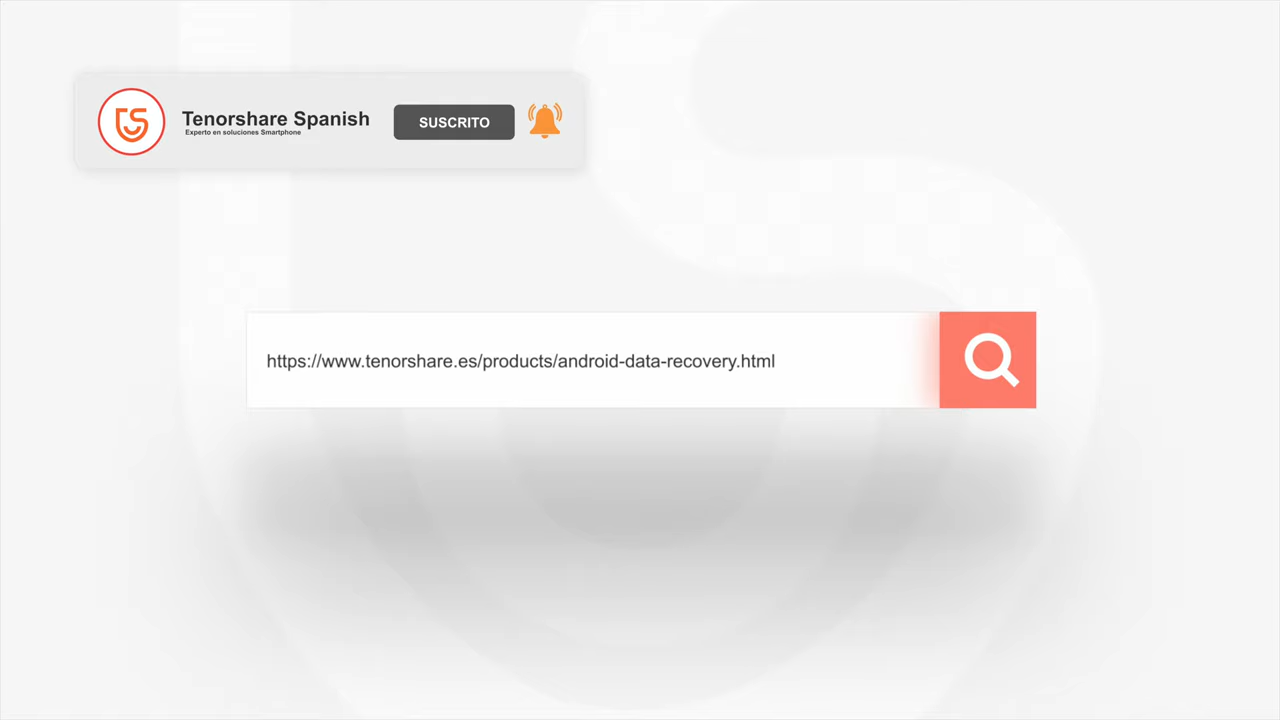 Tenorshare Spanish
Experto en soluciones Smartphone
SUSCRITO
https://www.tenorshare.es/products/android-data-recovery.html